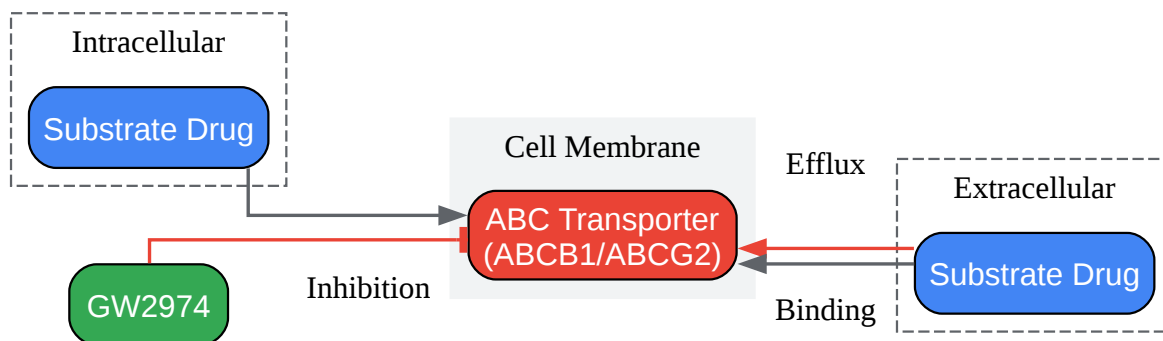 Intracellular
Substrate Drug
GW2974
Inhibition
Cell Membrane
ABC Transporter
(ABCB1/ABCG2)
Efflux
Binding
Extracellular
Substrate Drug